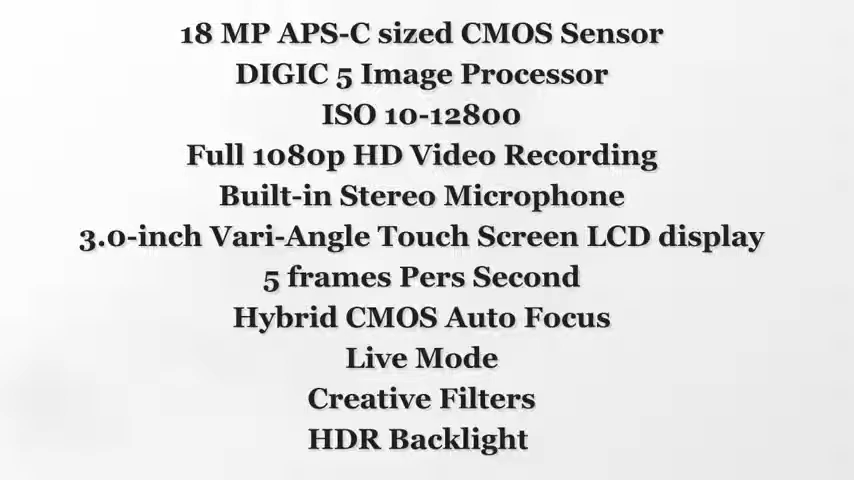 18 MP APS-C sized CMOS Sensor
DIGIC 5 Image Processor
ISO 10-12800
Full 1080p HD Video Recording
Built-in Stereo Microphone
3.0-inch Vari-Angle Touch Screen LCD display
5 frames Pers Second
Hybrid CMOS Auto Focus
Live Mode
Creative Filters
HDR Backlight